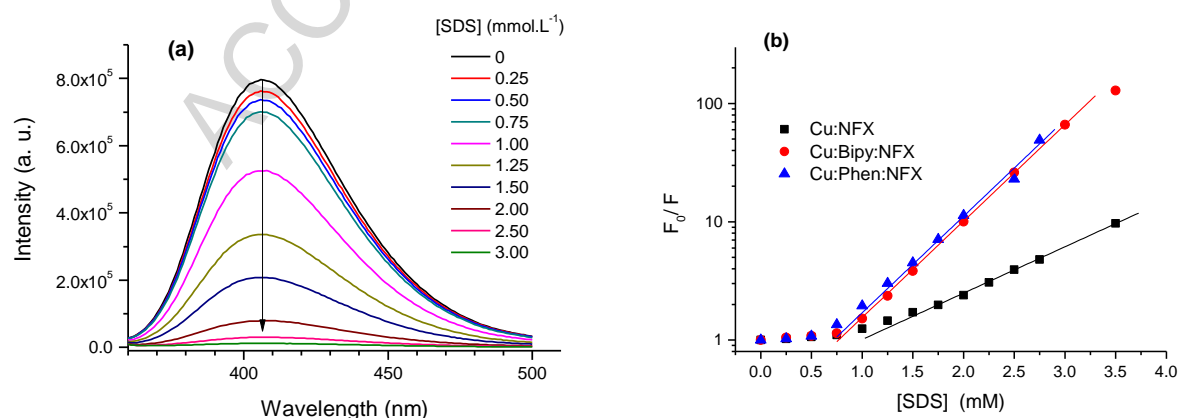 (a)
[SDS] (mmol.L⁻¹)
0
0.25
0.50
0.75
1.00
1.25
1.50
2.00
2.50
3.00
8.0x10⁵
6.0x10⁵
4.0x10⁵
2.0x10⁵
0.0
Intensity (a. u.)
400
450
500
Wavelength (nm)
ACC
(b)
Cu:NFX
Cu:Bipy:NFX
Cu:Phen:NFX
100
10
1
F₀/ F
0.0 0.5 1.0 1.5 2.0 2.5 3.0 3.5 4.0
[SDS] (mM)